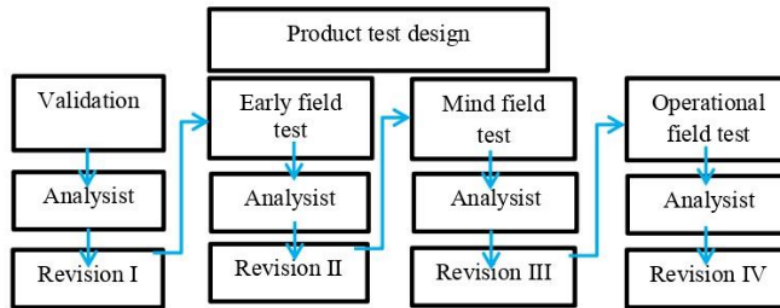 Product test design
Validation
Analysist
Revision I
Early field
test
Analysist
Revision II
Mind field
test
Analysist
Revision III
Operational
field test
Analysist
Revision IV